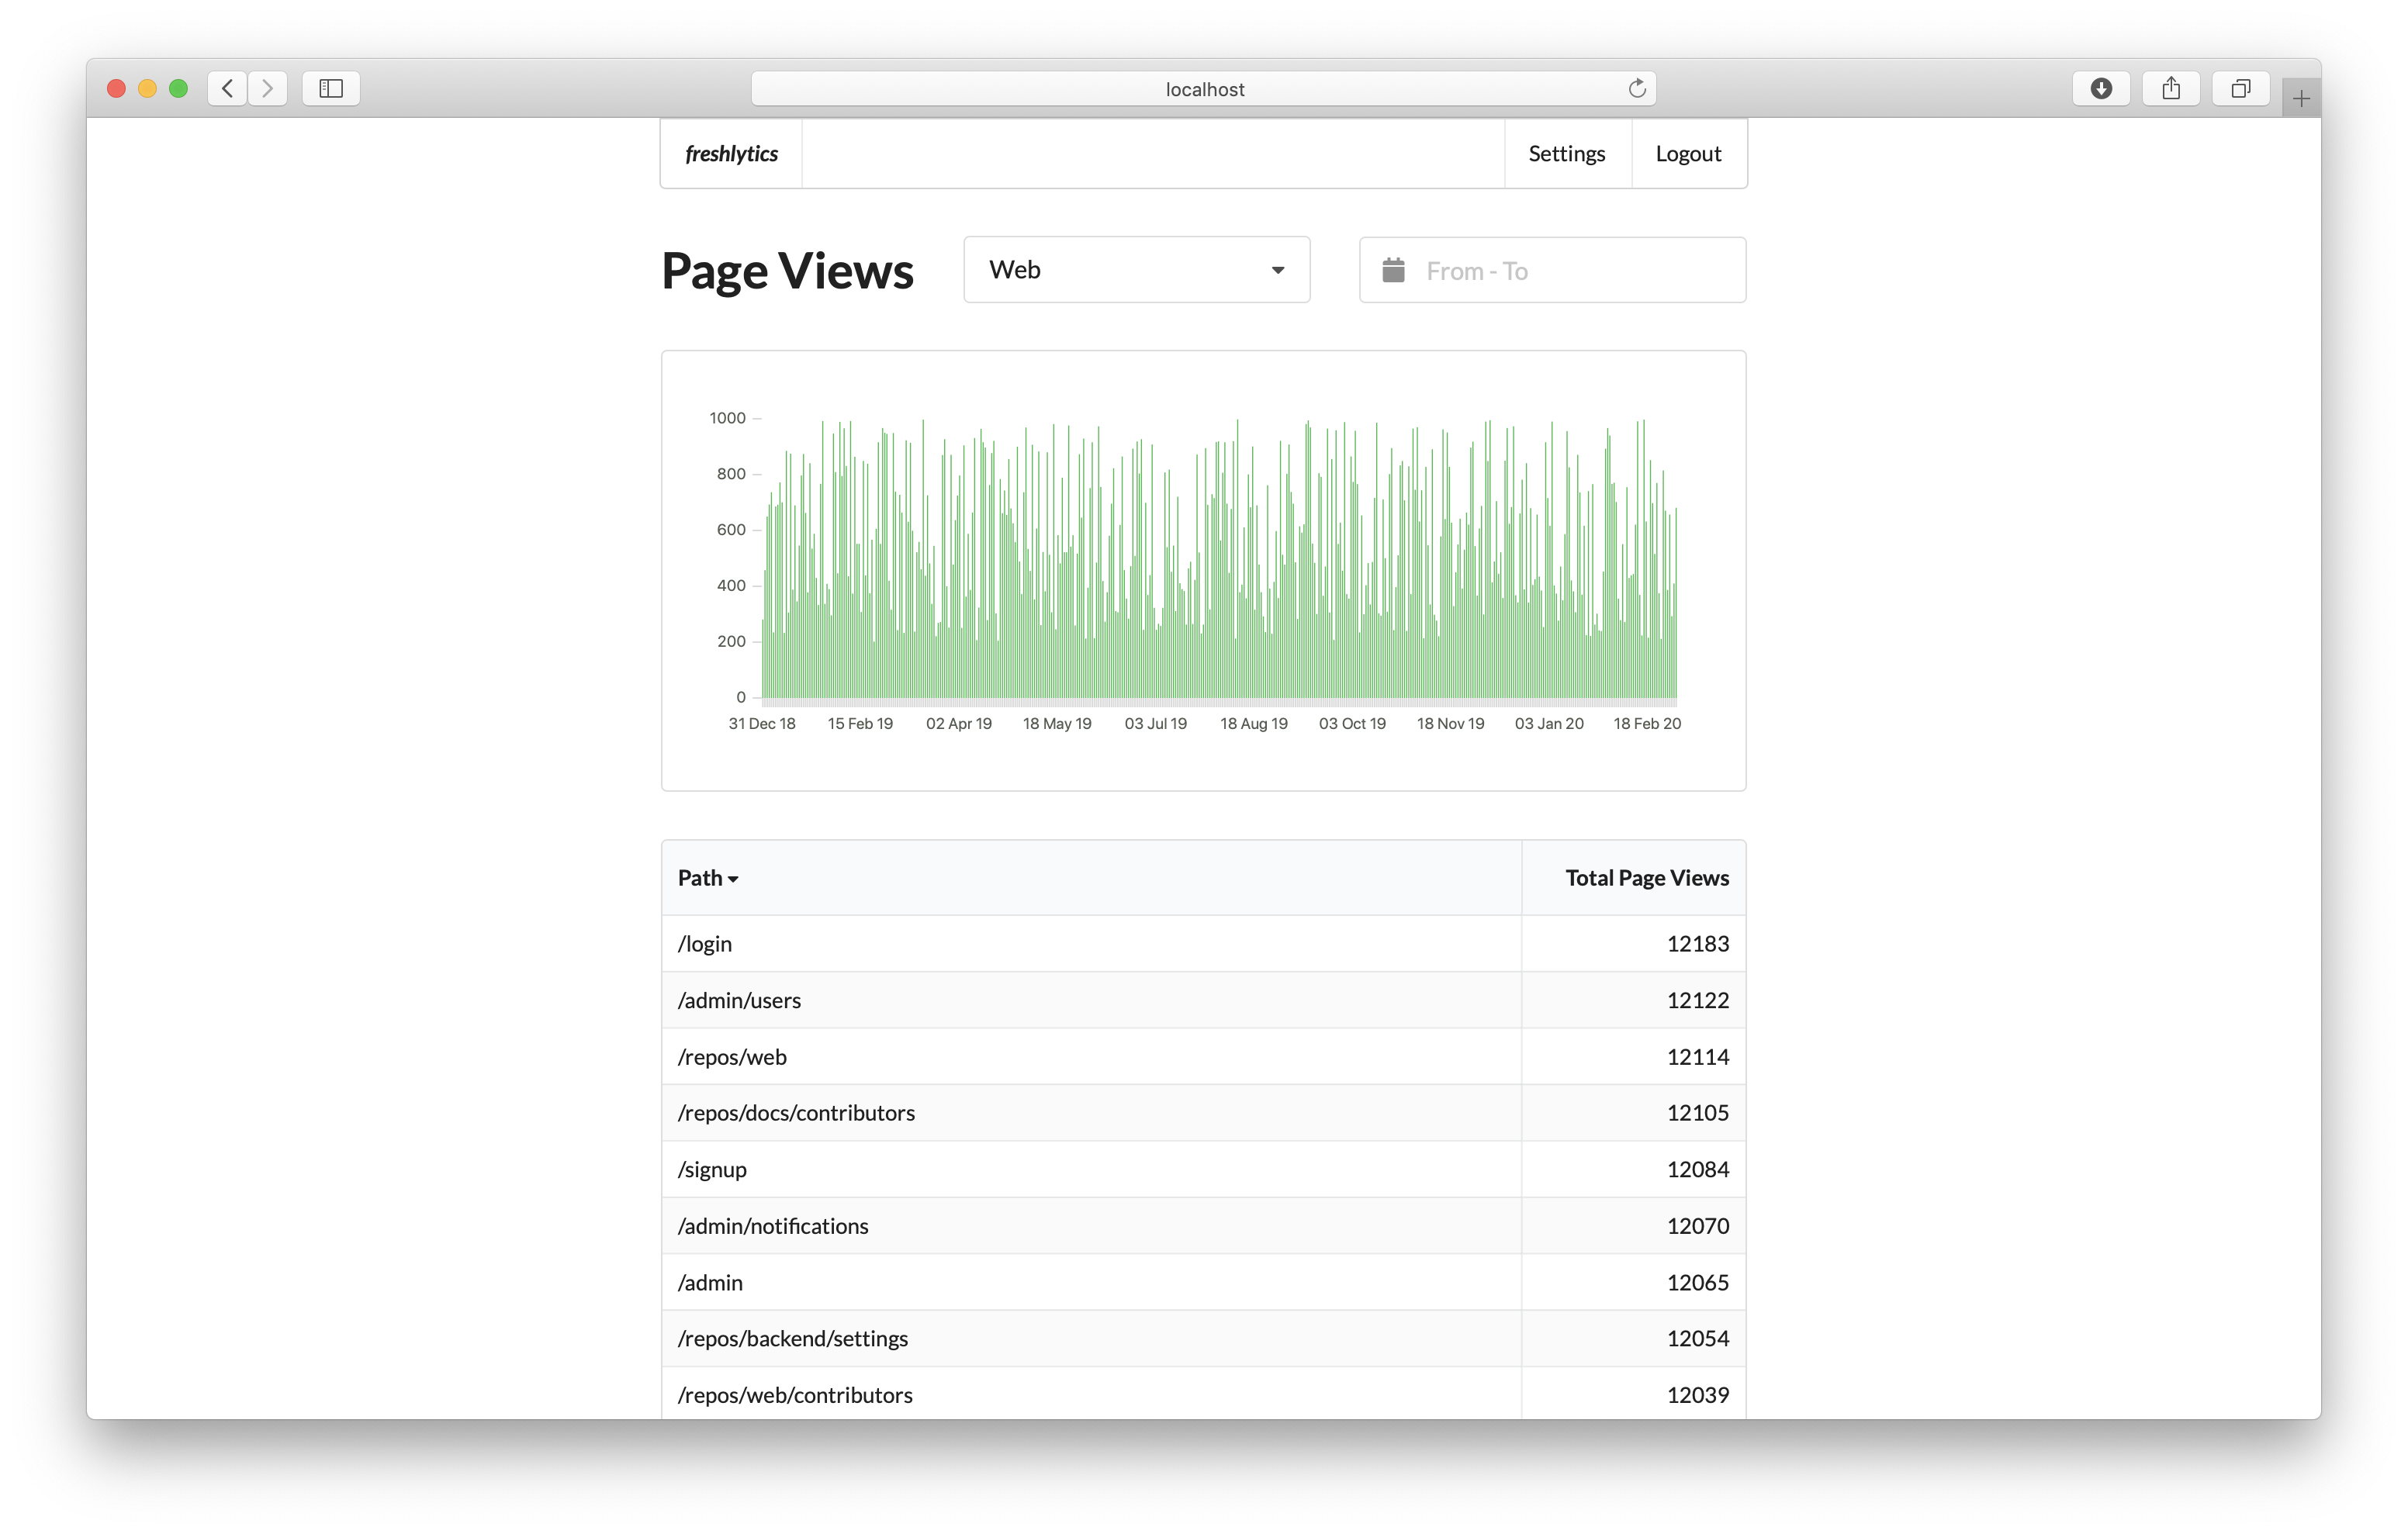 localhost
freshlytics Settings Logout
Page Views Web From - To
1000
800
600
400
200
0
31 Dec 18 15 Feb 19 02 Apr 19 18 May 19 03 Jul 19 18 Aug 19 03 Oct 19 18 Nov 19 03 Jan 20 18 Feb 20
Path Total Page Views
/login 12183
/admin/users 12122
/repos/web 12114
/repos/docs/contributors 12105
/signup 12084
/admin/notifications 12070
/admin 12065
/repos/backend/settings 12054
/repos/web/contributors 12039